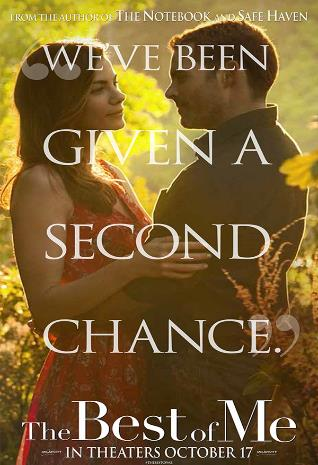 FROM THE AUTHOR OF THE NOTEBOOK AND SAFE HAVEN
“WE'VE BEEN
GIVEN A
SECOND
CHANCE.”
The Best of Me
IN THEATERS OCTOBER 17